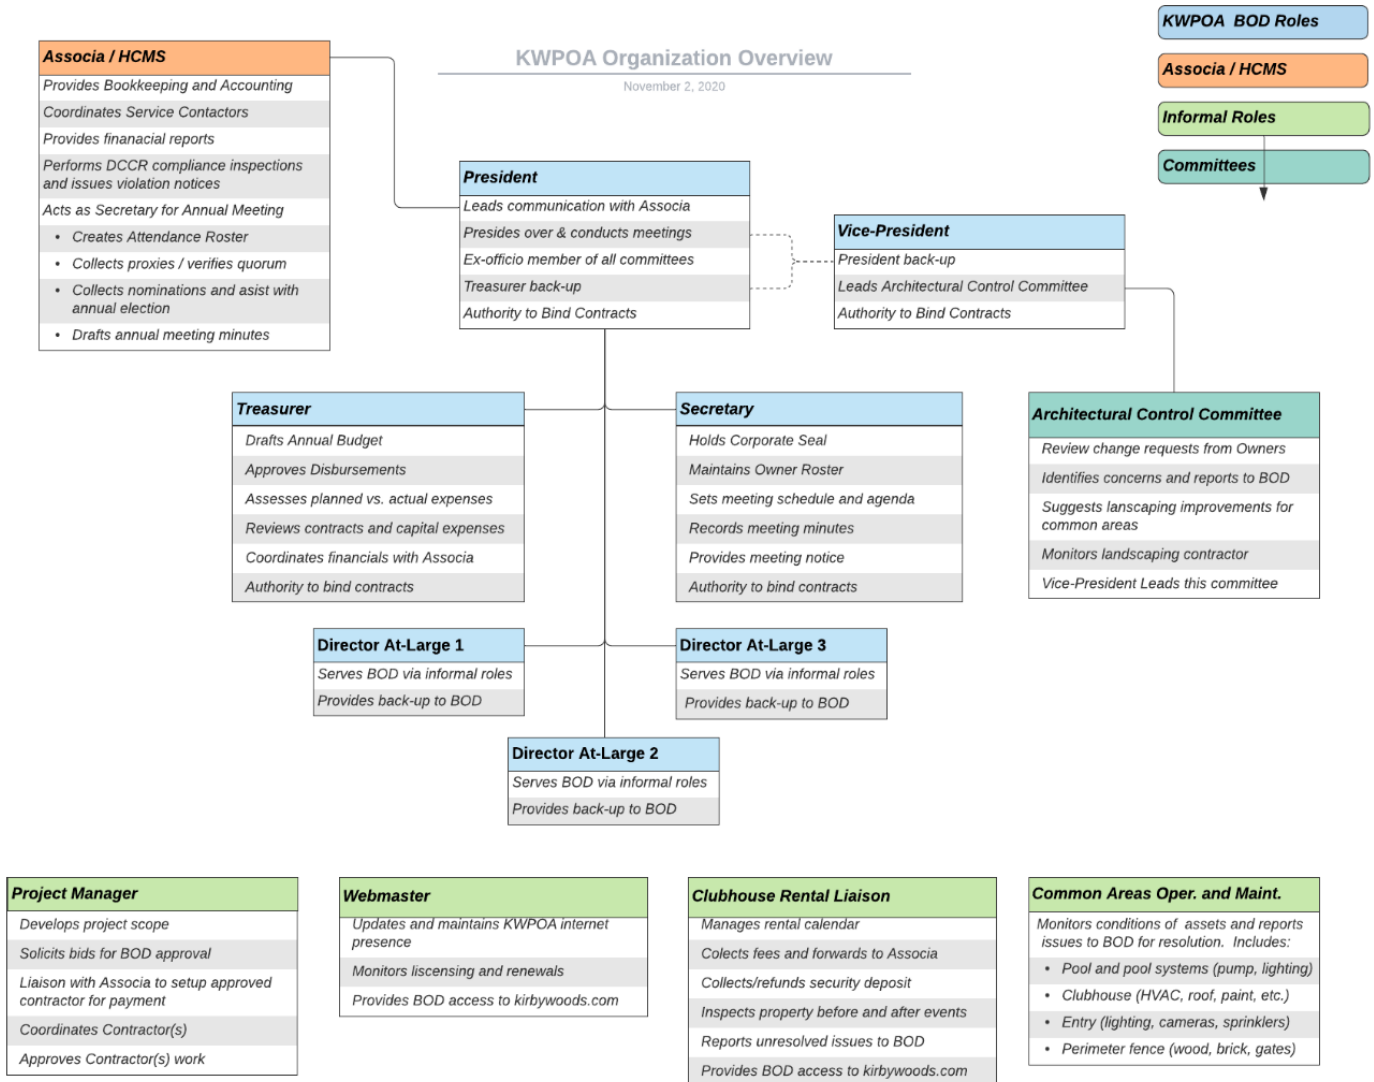 KWPOA Organization Overview
November 2, 2020
KWPOA  BOD Roles
Associa / HCMS
Informal Roles
Committees
Associa / HCMS
Provides Bookkeeping and Accounting
Coordinates Service Contactors
Provides finanacial reports
Performs DCCR compliance inspections
and issues violation notices
Acts as Secretary for Annual Meeting
• Creates Attendance Roster
• Collects proxies / verifies quorum
• Collects nominations and asist with
annual election
• Drafts annual meeting minutes
President
Leads communication with Associa
Presides over & conducts meetings
Ex-officio member of all committees
Treasurer back-up
Authority to Bind Contracts
Vice-President
President back-up
Leads Architectural Control Committee
Authority to Bind Contracts
Treasurer
Drafts Annual Budget
Approves Disbursements
Assesses planned vs. actual expenses
Reviews contracts and capital expenses
Coordinates financials with Associa
Authority to bind contracts
Secretary
Holds Corporate Seal
Maintains Owner Roster
Sets meeting schedule and agenda
Records meeting minutes
Provides meeting notice
Authority to bind contracts
Architectural Control Committee
Review change requests from Owners
Identifies concerns and reports to BOD
Suggests lanscaping improvements for
common areas
Monitors landscaping contractor
Vice-President Leads this committee
Director At-Large 1
Serves BOD via informal roles
Provides back-up to BOD
Director At-Large 3
Serves BOD via informal roles
Provides back-up to BOD
Director At-Large 2
Serves BOD via informal roles
Provides back-up to BOD
Project Manager
Develops project scope
Solicits bids for BOD approval
Liaison with Associa to setup approved
contractor for payment
Coordinates Contractor(s)
Approves Contractor(s) work
Webmaster
Updates and maintains KWPOA internet
presence
Monitors liscensing and renewals
Provides BOD access to kirbywoods.com
Clubhouse Rental Liaison
Manages rental calendar
Colects fees and forwards to Associa
Collects/refunds security deposit
Inspects property before and after events
Reports unresolved issues to BOD
Provides BOD access to kirbywoods.com
Common Areas Oper. and Maint.
Monitors conditions of  assets and reports
issues to BOD for resolution.  Includes:
• Pool and pool systems (pump, lighting)
• Clubhouse (HVAC, roof, paint, etc.)
• Entry (lighting, cameras, sprinklers)
• Perimeter fence (wood, brick, gates)